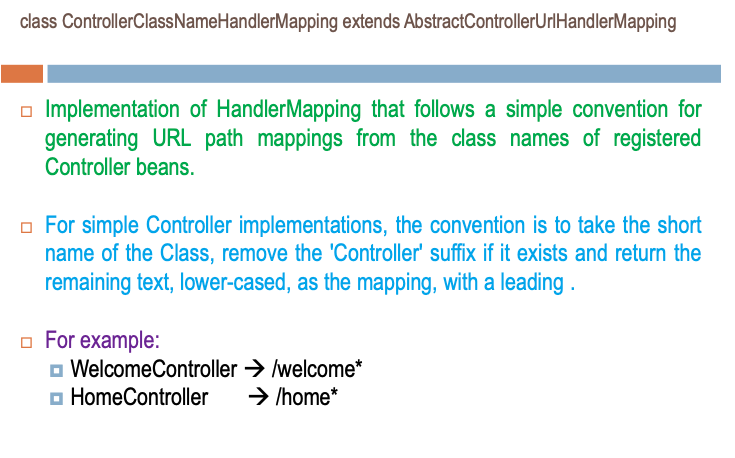 class ControllerClassNameHandlerMapping extends AbstractControllerUrlHandlerMapping
Implementation of HandlerMapping that follows a simple convention for
generating URL path mappings from the class names of registered
Controller beans.
For simple Controller implementations, the convention is to take the short
name of the Class, remove the 'Controller' suffix if it exists and return the
remaining text, lower-cased, as the mapping, with a leading .
For example:
WelcomeController → /welcome*
HomeController → /home*